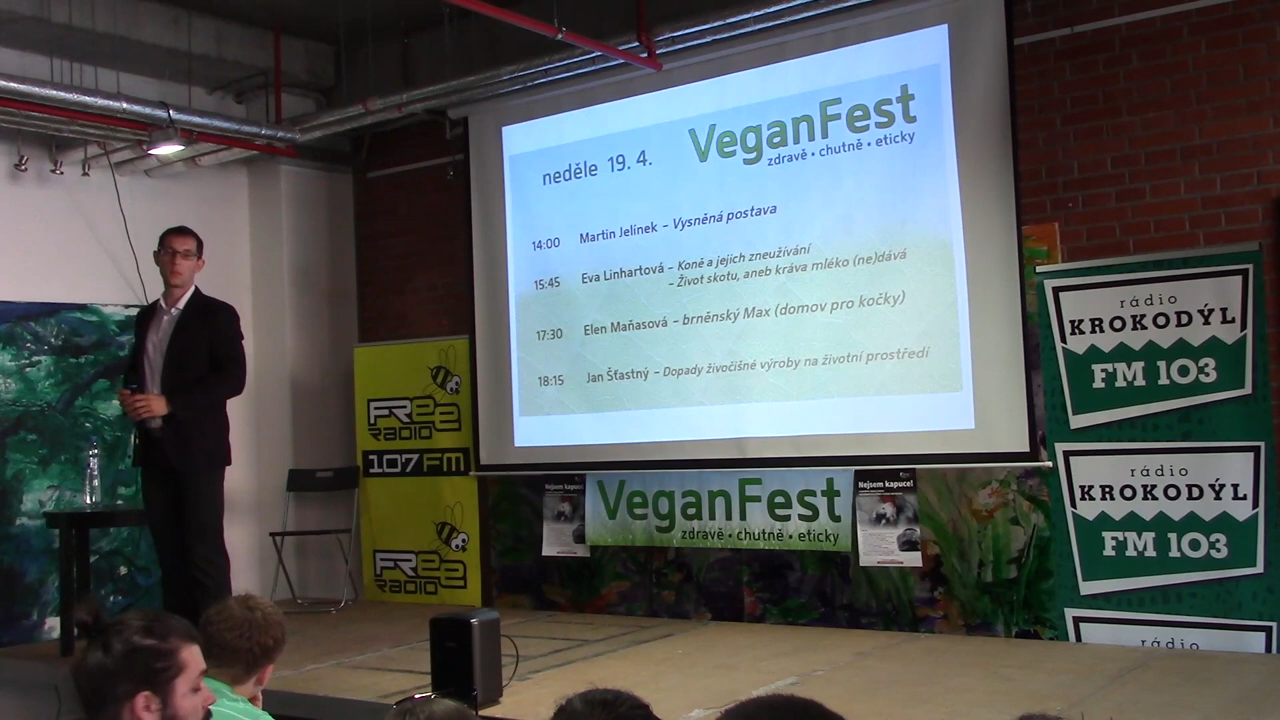 VeganFest
zdravě • chutně • eticky
neděle 19. 4.
14:00 Martin Jelínek - Vysněná postava
15:45 Eva Linhartová - Koně a jejich zneužívání
- Život skotu, aneb kráva mléko (ne)dává
17:30 Elen Maňasová - brněnský Max (domov pro kočky)
18:15 Jan Šťastný - Dopady živočišné výroby na životní prostředí
FRee
RADIO
107 FM
FRee
RADIO
Nejsem kapuce!
VeganFest
zdravě • chutně • eticky
Nejsem kapuce!
rádio
KROKODÝL
FM 103
rádio
KROKODÝL
FM 103
rádio